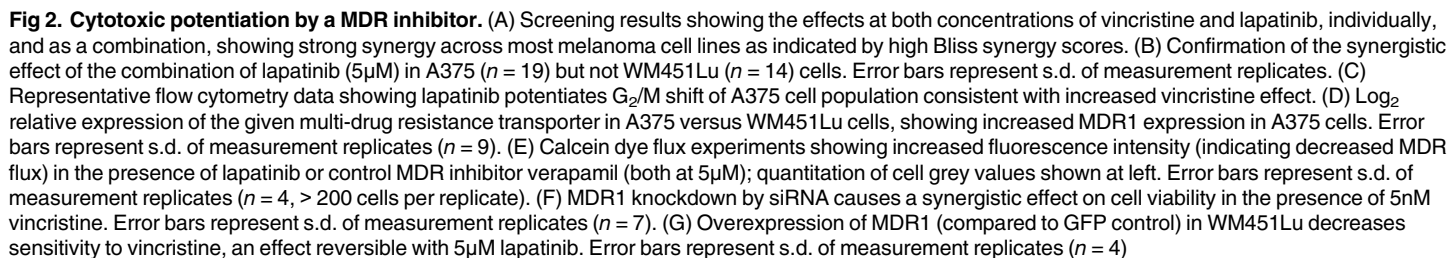 Fig 2. Cytotoxic potentiation by a MDR inhibitor. (A) Screening results showing the effects at both concentrations of vincristine and lapatinib, individually,
and as a combination, showing strong synergy across most melanoma cell lines as indicated by high Bliss synergy scores. (B) Confirmation of the synergistic
effect of the combination of lapatinib (5μM) in A375 (n = 19) but not WM451Lu (n = 14) cells. Error bars represent s.d. of measurement replicates. (C)
Representative flow cytometry data showing lapatinib potentiates G₂/M shift of A375 cell population consistent with increased vincristine effect. (D) Log₂
relative expression of the given multi-drug resistance transporter in A375 versus WM451Lu cells, showing increased MDR1 expression in A375 cells. Error
bars represent s.d. of measurement replicates (n = 9). (E) Calcein dye flux experiments showing increased fluorescence intensity (indicating decreased MDR
flux) in the presence of lapatinib or control MDR inhibitor verapamil (both at 5μM); quantitation of cell grey values shown at left. Error bars represent s.d. of
measurement replicates (n = 4, > 200 cells per replicate). (F) MDR1 knockdown by siRNA causes a synergistic effect on cell viability in the presence of 5nM
vincristine. Error bars represent s.d. of measurement replicates (n = 7). (G) Overexpression of MDR1 (compared to GFP control) in WM451Lu decreases
sensitivity to vincristine, an effect reversible with 5μM lapatinib. Error bars represent s.d. of measurement replicates (n = 4)